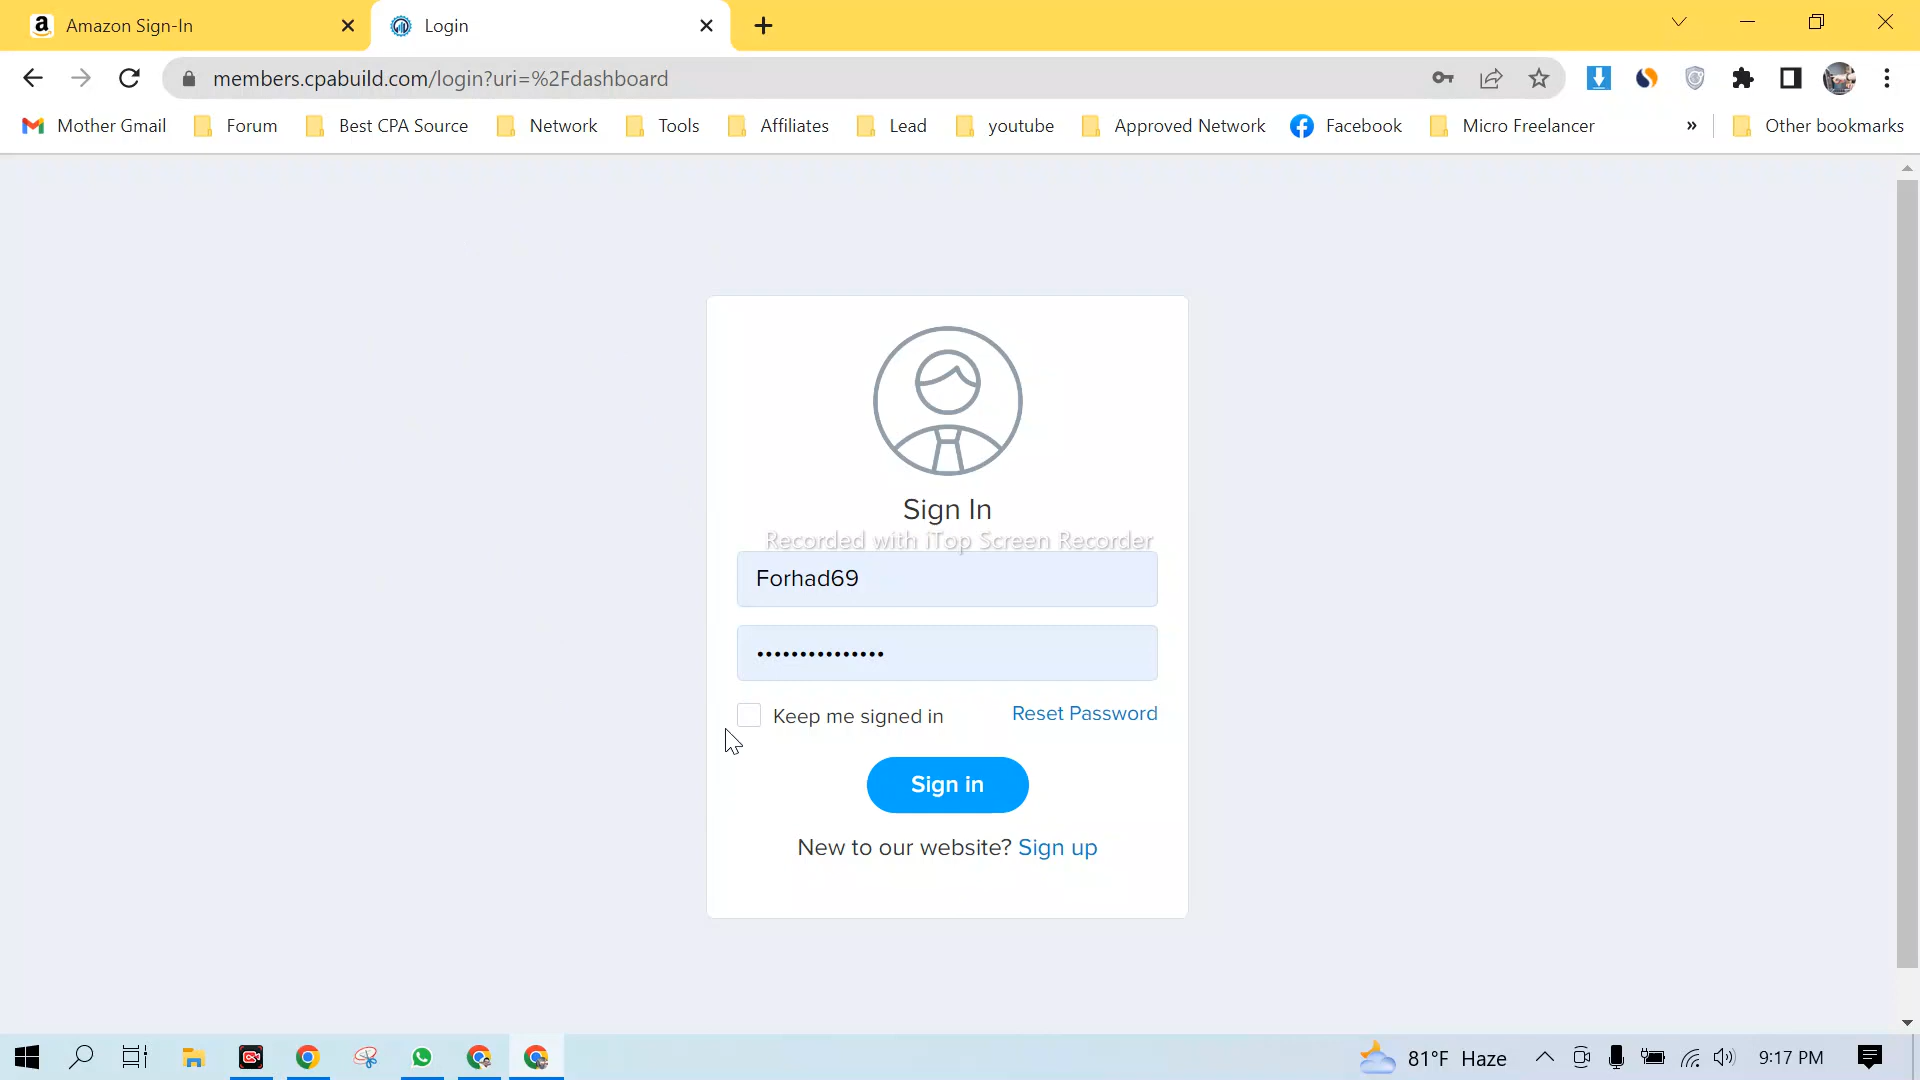 Amazon Sign-In
Login
members.cpabuild.com/login?uri=%2Fdashboard
Mother Gmail Forum Best CPA Source Network Tools Affiliates Lead youtube Approved Network Facebook Micro Freelancer » Other bookmarks
Sign In
Recorded with iTop Screen Recorder
Forhad69
•••••••••••••••
Keep me signed in Reset Password
Sign in
New to our website? Sign up
81°F Haze 9:17 PM